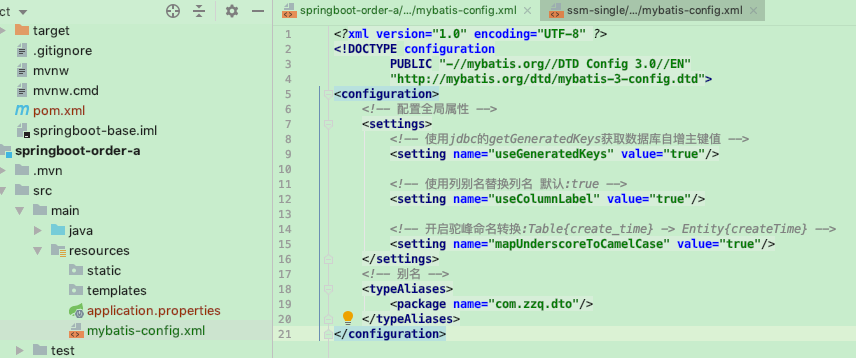 ct
springboot-order-a/.../mybatis-config.xml
ssm-single/.../mybatis-config.xml
target
.gitignore
mvnw
mvnw.cmd
pom.xml
springboot-base.iml
springboot-order-a
.mvn
src
main
java
resources
static
templates
application.properties
mybatis-config.xml
test
1 <?xml version="1.0" encoding="UTF-8" ?>
2 <!DOCTYPE configuration
3 PUBLIC "-//mybatis.org//DTD Config 3.0//EN"
4 "http://mybatis.org/dtd/mybatis-3-config.dtd">
5 <configuration>
6 <!-- 配置全局属性 -->
7 <settings>
8 <!-- 使用jdbc的getGeneratedKeys获取数据库自增主键值 -->
9 <setting name="useGeneratedKeys" value="true"/>
10
11 <!-- 使用列别名替换列名 默认:true -->
12 <setting name="useColumnLabel" value="true"/>
13
14 <!-- 开启驼峰命名转换:Table{create_time} -> Entity{createTime} -->
15 <setting name="mapUnderscoreToCamelCase" value="true"/>
16 </settings>
17 <!-- 别名 -->
18 <typeAliases>
19 <package name="com.zzq.dto"/>
20 </typeAliases>
21 </configuration>